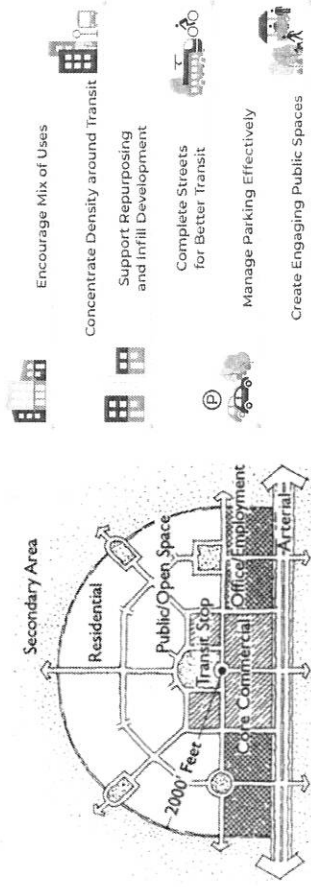 Secondary Area
Residential
Public/Open Space
Transit Stop
2000' Feet
Core Commercial
Office Employment
Arterial
Encourage Mix of Uses
Concentrate Density around Transit
Support Repurposing
and Infill Development
Complete Streets
for Better Transit
P
Manage Parking Effectively
Create Engaging Public Spaces